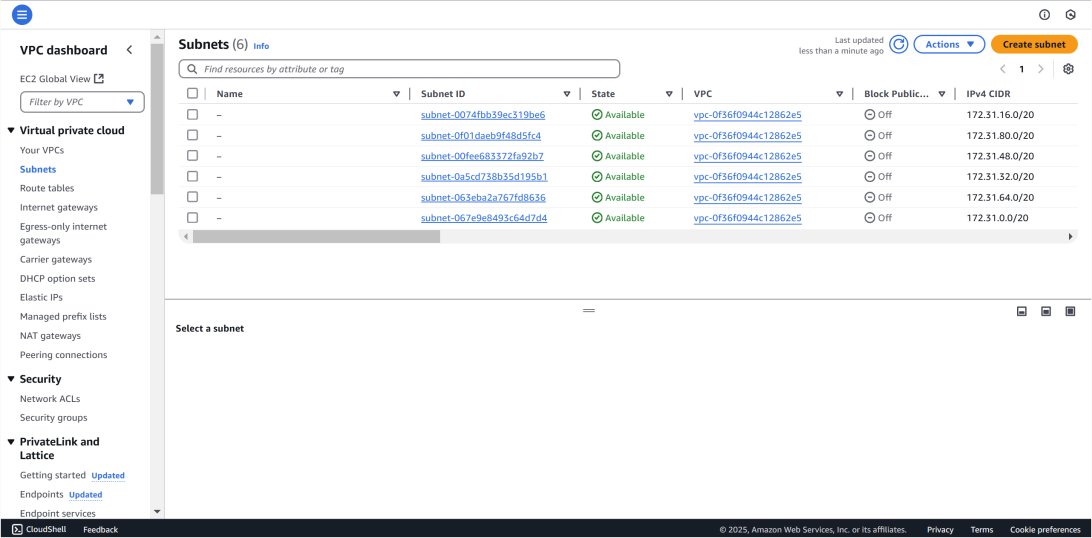 VPC dashboard
EC2 Global View
Filter by VPC
Virtual private cloud
Your VPCs
Subnets
Route tables
Internet gateways
Egress-only internet
gateways
Carrier gateways
DHCP option sets
Elastic IPs
Managed prefix lists
NAT gateways
Peering connections
Security
Network ACLs
Security groups
PrivateLink and
Lattice
Getting started Updated
Endpoints Updated
Endpoint services
Subnets (6) Info
Last updated
less than a minute ago
Actions
Create subnet
Find resources by attribute or tag
1
Name Subnet ID State VPC Block Public... IPv4 CIDR
– subnet-0074fbb39ec319be6 Available vpc-0f36f0944c12862e5 Off 172.31.16.0/20
– subnet-0f01daeb9f48d5fc4 Available vpc-0f36f0944c12862e5 Off 172.31.80.0/20
– subnet-00fee683372fa92b7 Available vpc-0f36f0944c12862e5 Off 172.31.48.0/20
– subnet-0a5cd738b35d195b1 Available vpc-0f36f0944c12862e5 Off 172.31.32.0/20
– subnet-063eba2a767fd8636 Available vpc-0f36f0944c12862e5 Off 172.31.64.0/20
– subnet-067e9e8493c64d7d4 Available vpc-0f36f0944c12862e5 Off 172.31.0.0/20
Select a subnet
CloudShell Feedback © 2025, Amazon Web Services, Inc. or its affiliates. Privacy Terms Cookie preferences